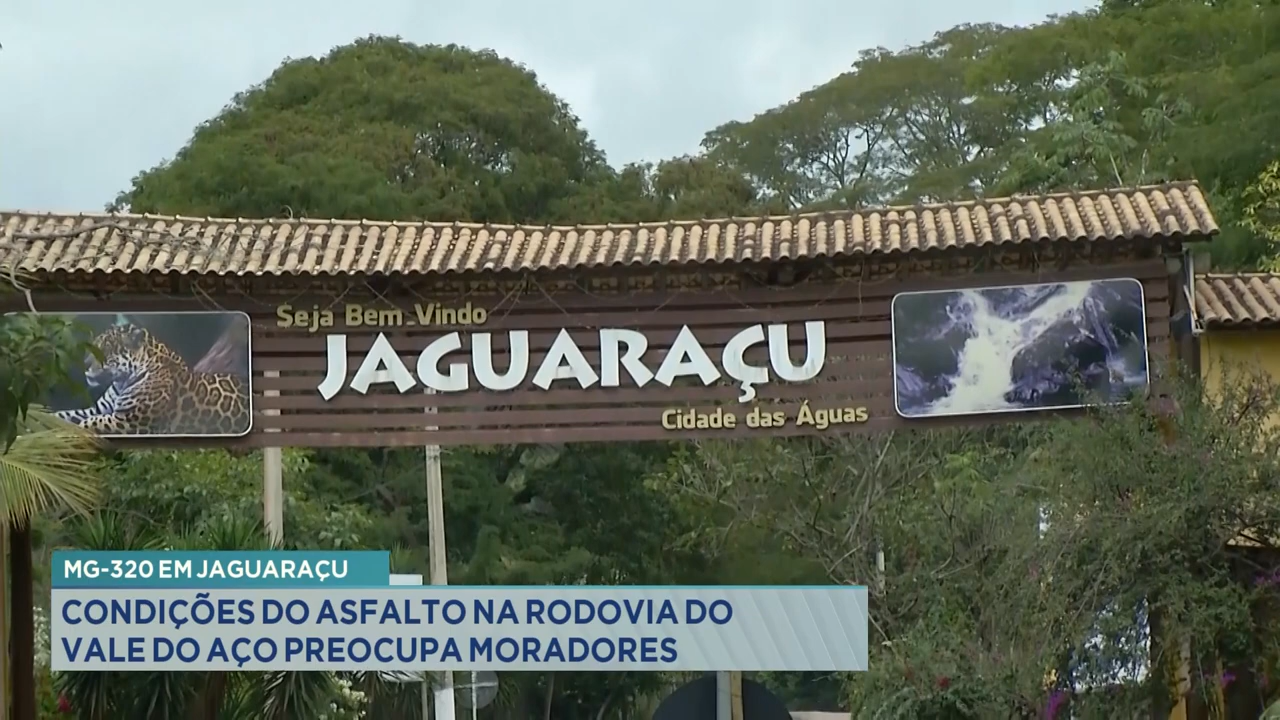 Seja Bem Vindo
JAGUARAÇU
Cidade das Águas
MG-320 EM JAGUARAÇU
CONDIÇÕES DO ASFALTO NA RODOVIA DO
VALE DO AÇO PREOCUPA MORADORES